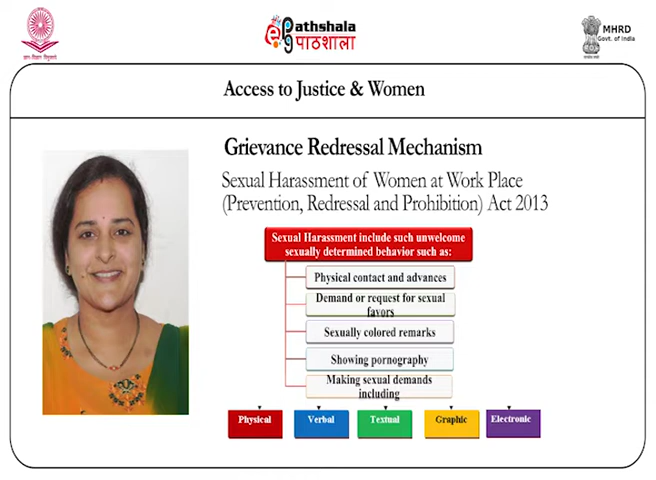 Pathshala
पाठशाला
MHRD
Govt. of India
Access to Justice & Women
Grievance Redressal Mechanism
Sexual Harassment of Women at Work Place
(Prevention, Redressal and Prohibition) Act 2013
Sexual Harassment include such unwelcome
sexually determined behavior such as:
Physical contact and advances
Demand or request for sexual
favors
Sexually colored remarks
Showing pornography
Making sexual demands
including
Physical
Verbal
Textual
Graphic
Electronic